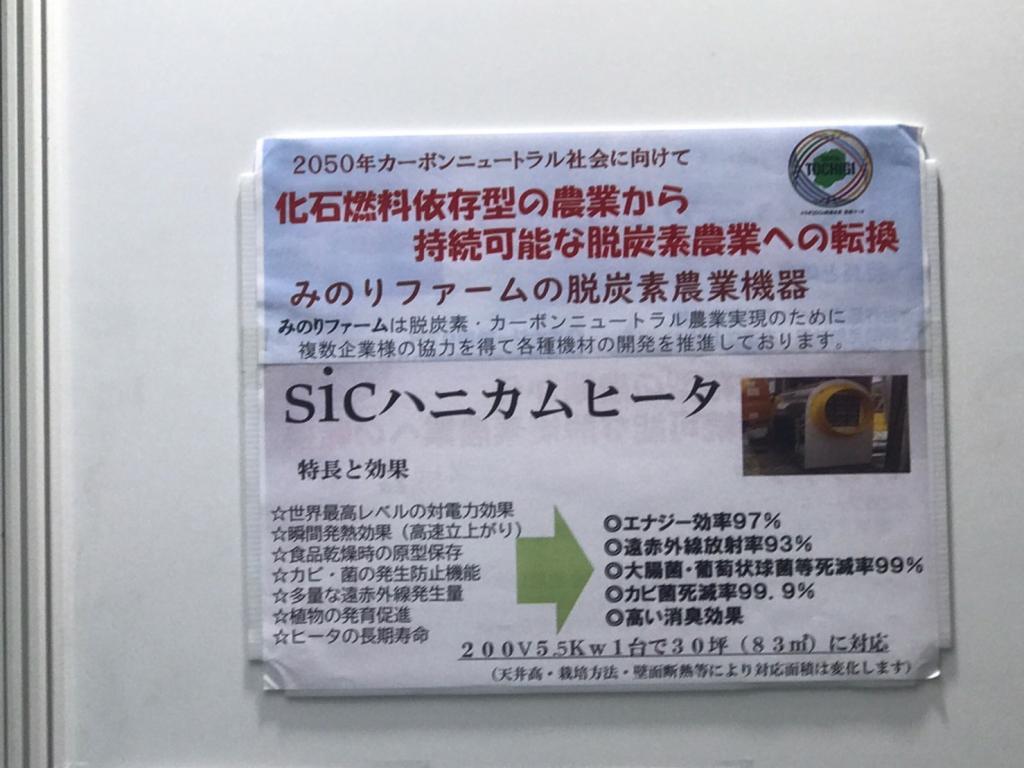 2050年カーボンニュートラル社会に向けて
TOCHIGI
化石燃料依存型の農業から
持続可能な脱炭素農業への転換
みのりファームの脱炭素農業機器
みのりファームは脱炭素・カーボンニュートラル農業実現のために
複数企業様の協力を得て各種機材の開発を推進しております。
sicハニカムヒータ
特長と効果
☆世界最高レベルの対電力効果
☆瞬間発熱効果（高速立上がり）
☆食品乾燥時の原型保存
☆カビ・菌の発生防止機能
☆多量な遠赤外線発生量
☆植物の発育促進
☆ヒータの長期寿命
◎エナジー効率97%
◎遠赤外線放射率93%
◎大腸菌・葡萄状球菌等死滅率99%
◎カビ菌死滅率99.9%
◎高い消臭効果
200V5.5Kw1台で30坪（83㎡）に対応
（天井高・栽培方法・壁面断熱等により対応面積は変化します）